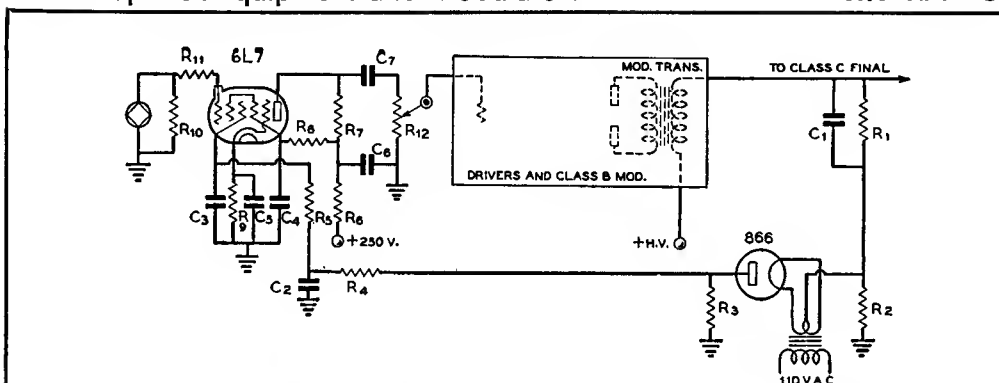 R11
6L7
C7
MOD. TRANS.
TO CLASS C FINAL
R10
R8
R7
R12
C1
R1
C6
DRIVERS AND CLASS B MOD.
C3
R9
C5
C4
R5
R6
+250 V.
+H.V.
866
C2
R4
R3
R2
110 V.A.C.